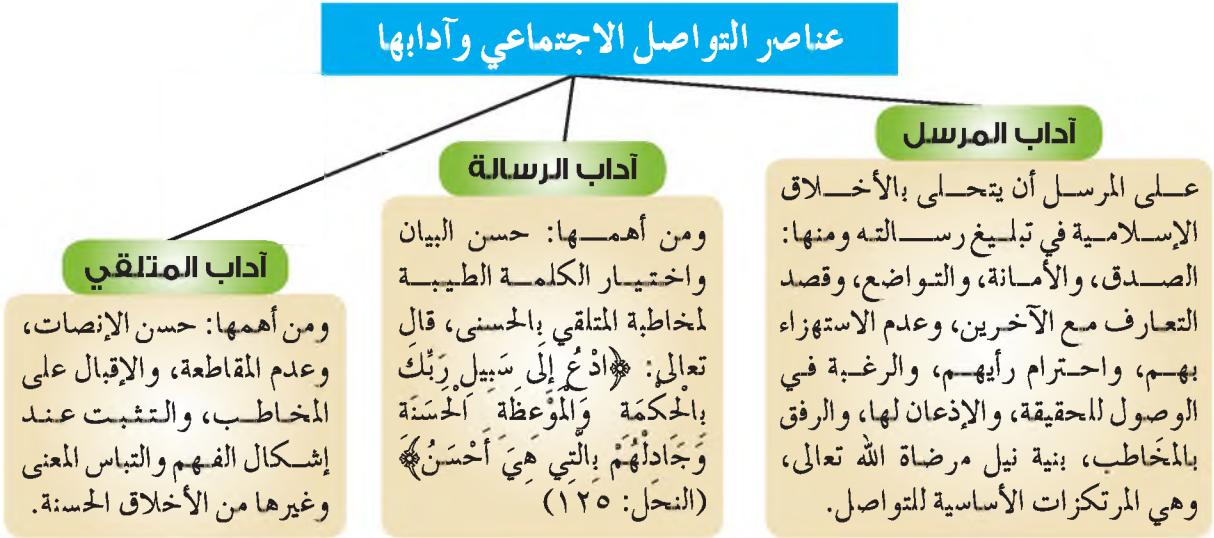 عناصر التواصل الاجتماعي وآدابها
آداب المرسل
على المرسل أن يتحلى بالأخلاق
الإسلامية في تبليغ رسالته ومنها:
الصدق، والأمانة، والتواضع، وقصد
التعارف مع الآخرين، وعدم الاستهزاء
بهم، واحترام رأيهم، والرغبة في
الوصول للحقيقة، والإذعان لها، والرفق
بالمخَاطب، بنية نيل مرضاة الله تعالى،
وهي المرتكزات الأساسية للتواصل.
آداب الرسالة
ومن أهمها: حسن البيان
واختيار الكلمة الطيبة
لمخاطبة المتلقي بالحسنى، قال
تعالى: ﴿ادْعُ إِلَى سَبِيلِ رَبِّكَ
بِالْحِكْمَةِ وَالْمَوْعِظَةِ الْحَسَنَةِ
وَجَادِلْهُمْ بِالَّتِي هِيَ أَحْسَنُ﴾
(النحل: ١٢٥)
آداب المتلقي
ومن أهمها: حسن الإنصات،
وعدم المقاطعة، والإقبال على
المخاطب، والتثبت عند
إشكال الفهم والتباس المعنى
وغيرها من الأخلاق الحسنة.